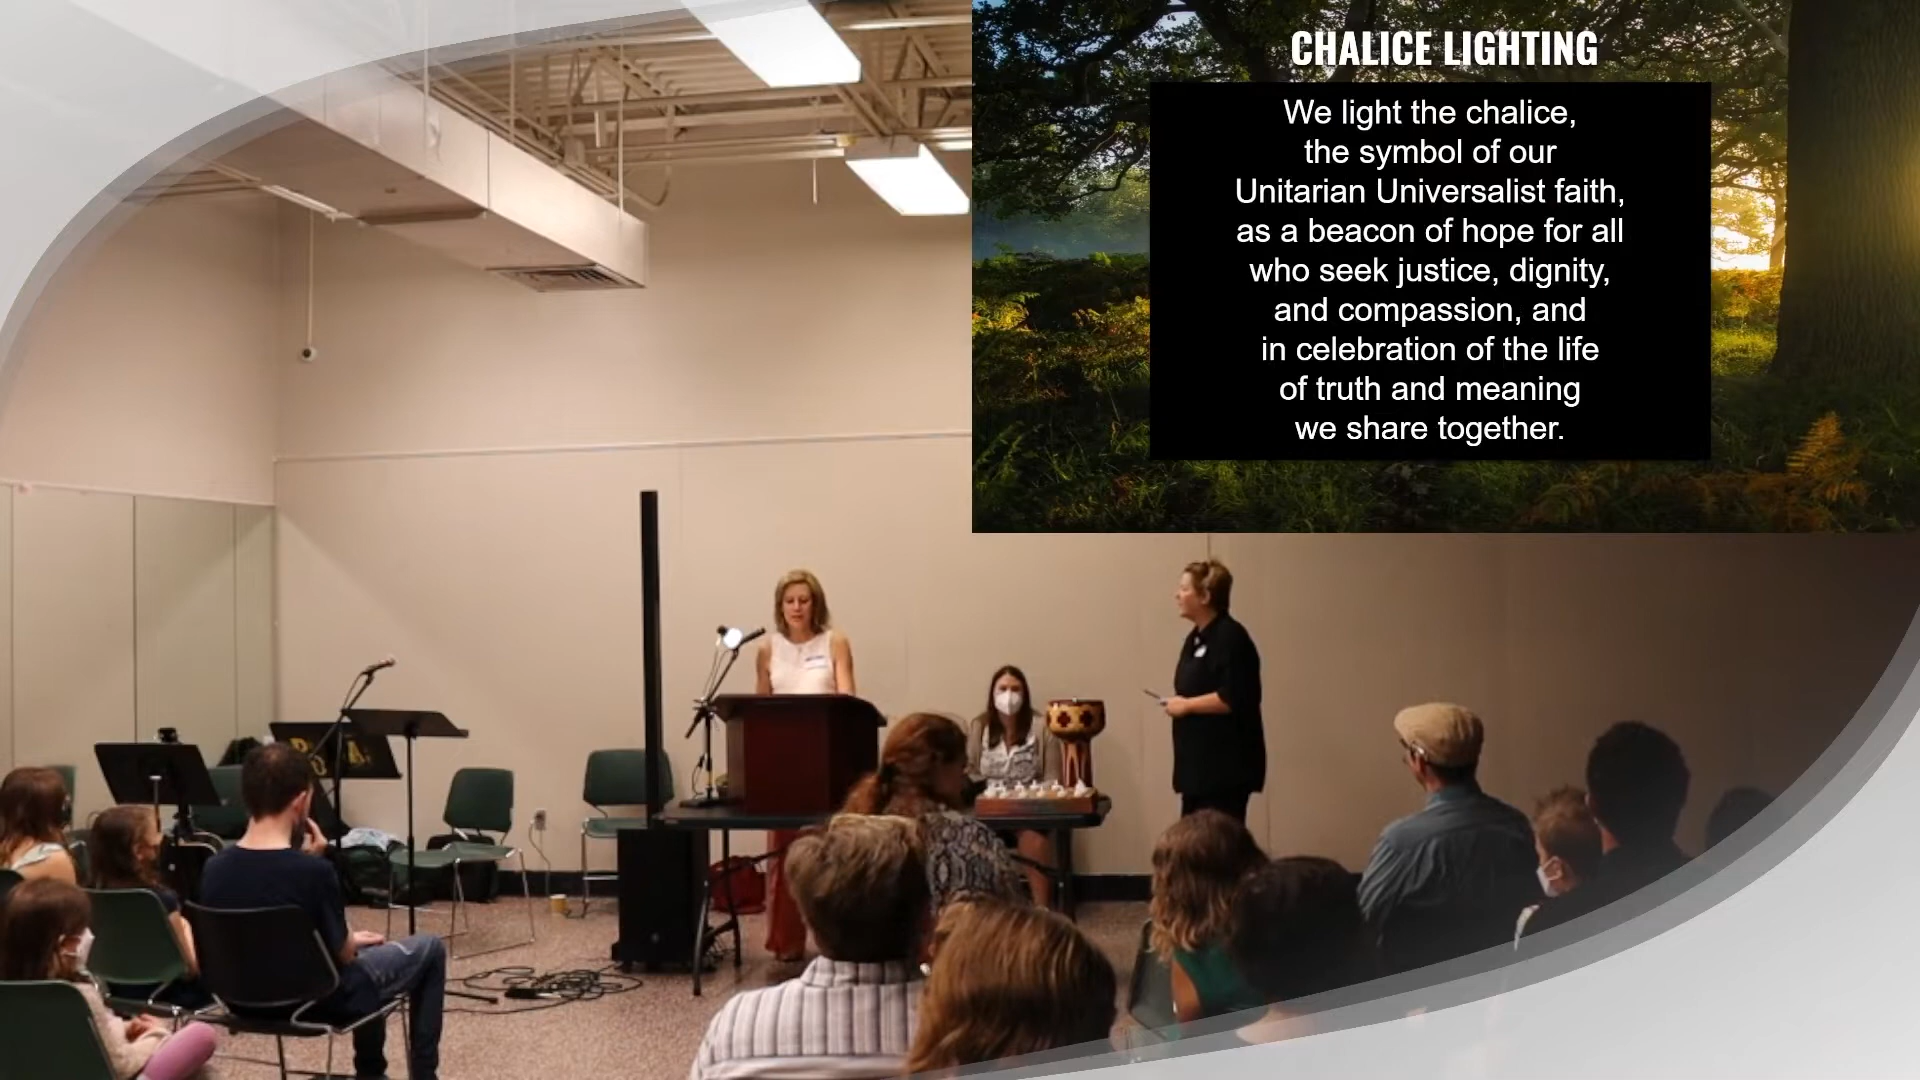 CHALICE LIGHTING
We light the chalice,
the symbol of our
Unitarian Universalist faith,
as a beacon of hope for all
who seek justice, dignity,
and compassion, and
in celebration of the life
of truth and meaning
we share together.